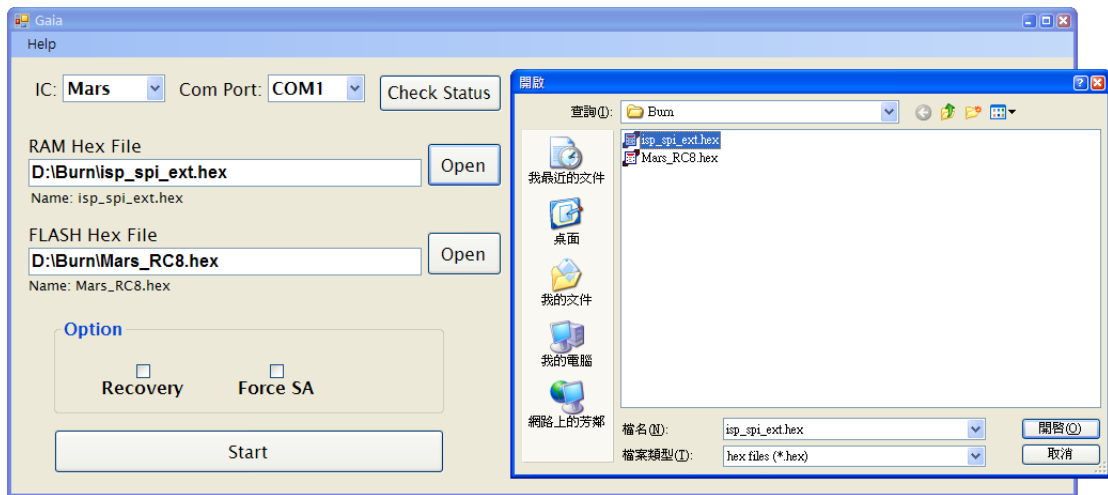 Gaia
Help
IC: Mars Com Port: COM1 Check Status
RAM Hex File
D:\Burn\isp_spi_ext.hex Open
Name: isp_spi_ext.hex
FLASH Hex File
D:\Burn\Mars_RC8.hex Open
Name: Mars_RC8.hex
Option
Recovery Force SA
Start
開啟
查詢(I): Burn
isp_spi_ext.hex
Mars_RC8.hex
我最近的文件
桌面
我的文件
我的電腦
網路上的芳鄰
檔名(N): isp_spi_ext.hex 開啟(O)
檔案類型(T): hex files (*.hex) 取消